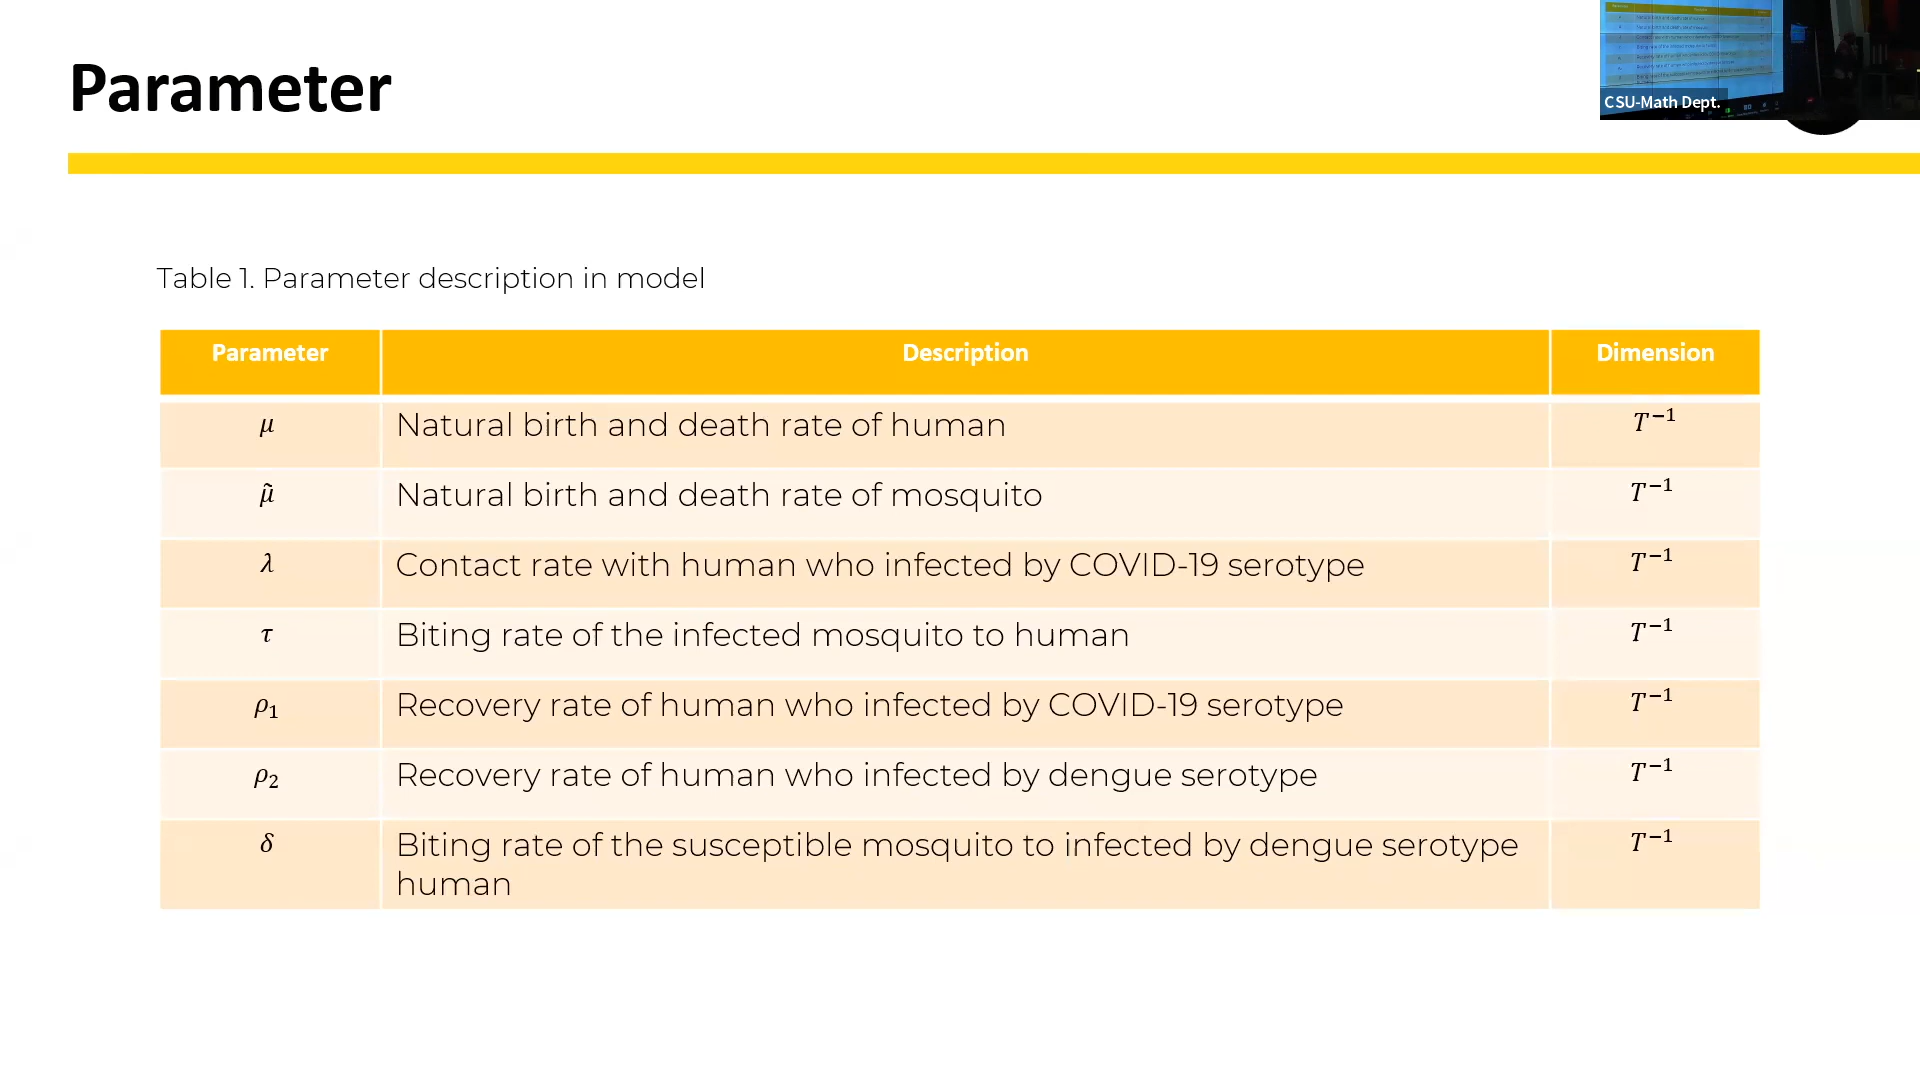 Parameter
CSU-Math Dept.
Table 1. Parameter description in model
Parameter Description Dimension
μ Natural birth and death rate of human T⁻¹
μ̃ Natural birth and death rate of mosquito T⁻¹
λ Contact rate with human who infected by COVID-19 serotype T⁻¹
τ Biting rate of the infected mosquito to human T⁻¹
ρ₁ Recovery rate of human who infected by COVID-19 serotype T⁻¹
ρ₂ Recovery rate of human who infected by dengue serotype T⁻¹
δ Biting rate of the susceptible mosquito to infected by dengue serotype T⁻¹
human